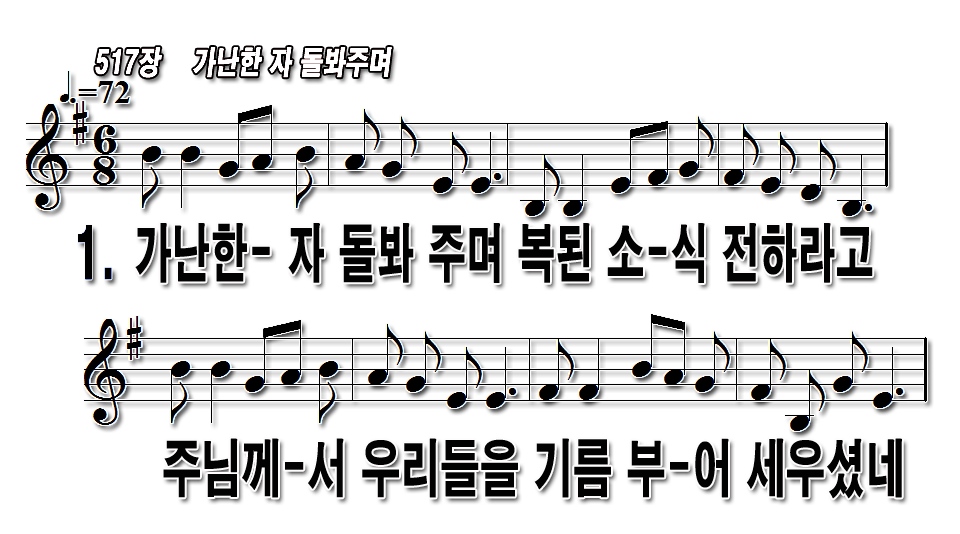 517장 가난한 자 돌봐주며
♩.=72
6
8
1. 가난한- 자 돌봐 주며 복된 소-식 전하라고
주님께-서 우리들을 기름 부-어 세우셨네